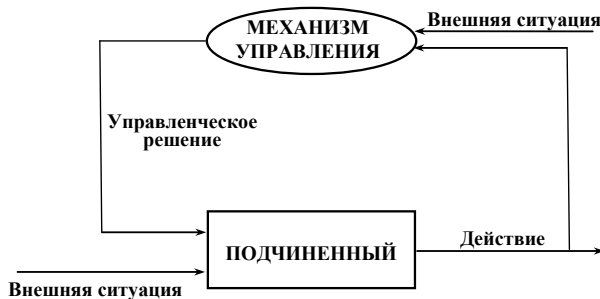 МЕХАНИЗМ
УПРАВЛЕНИЯ
Внешняя ситуация
Управленческое
решение
ПОДЧИНЕННЫЙ
Действие
Внешняя ситуация